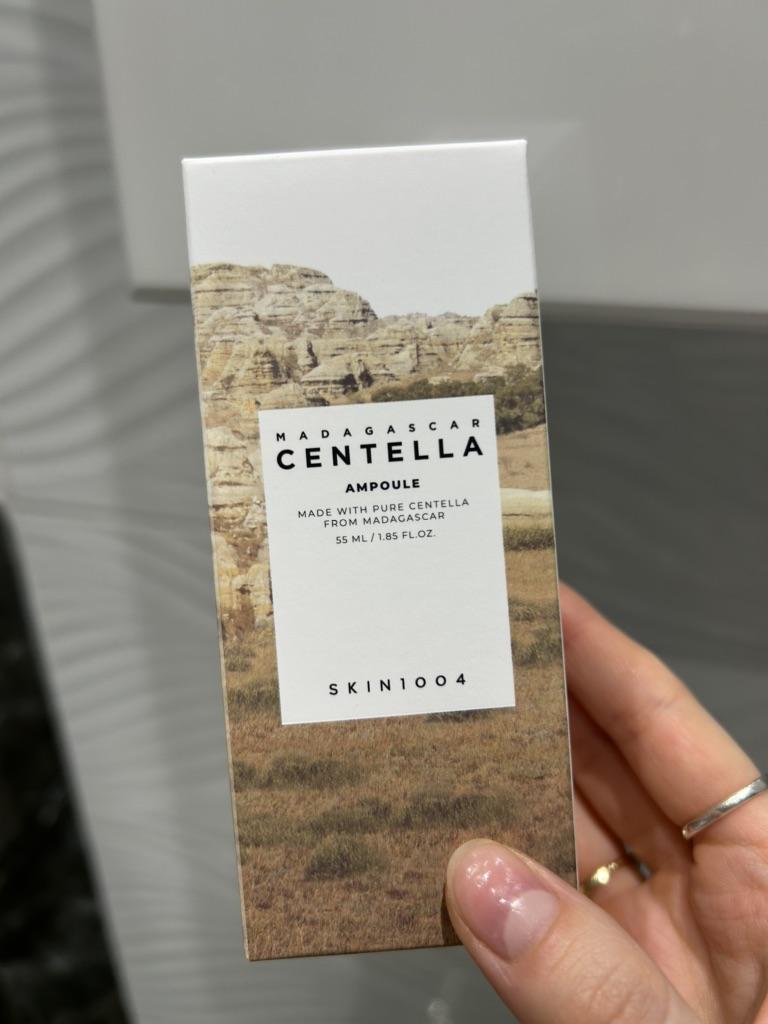 MADAGASCAR
CENTELLA
AMPOULE
MADE WITH PURE CENTELLA
FROM MADAGASCAR
55 ML / 1.85 FL.OZ.
SKIN1004